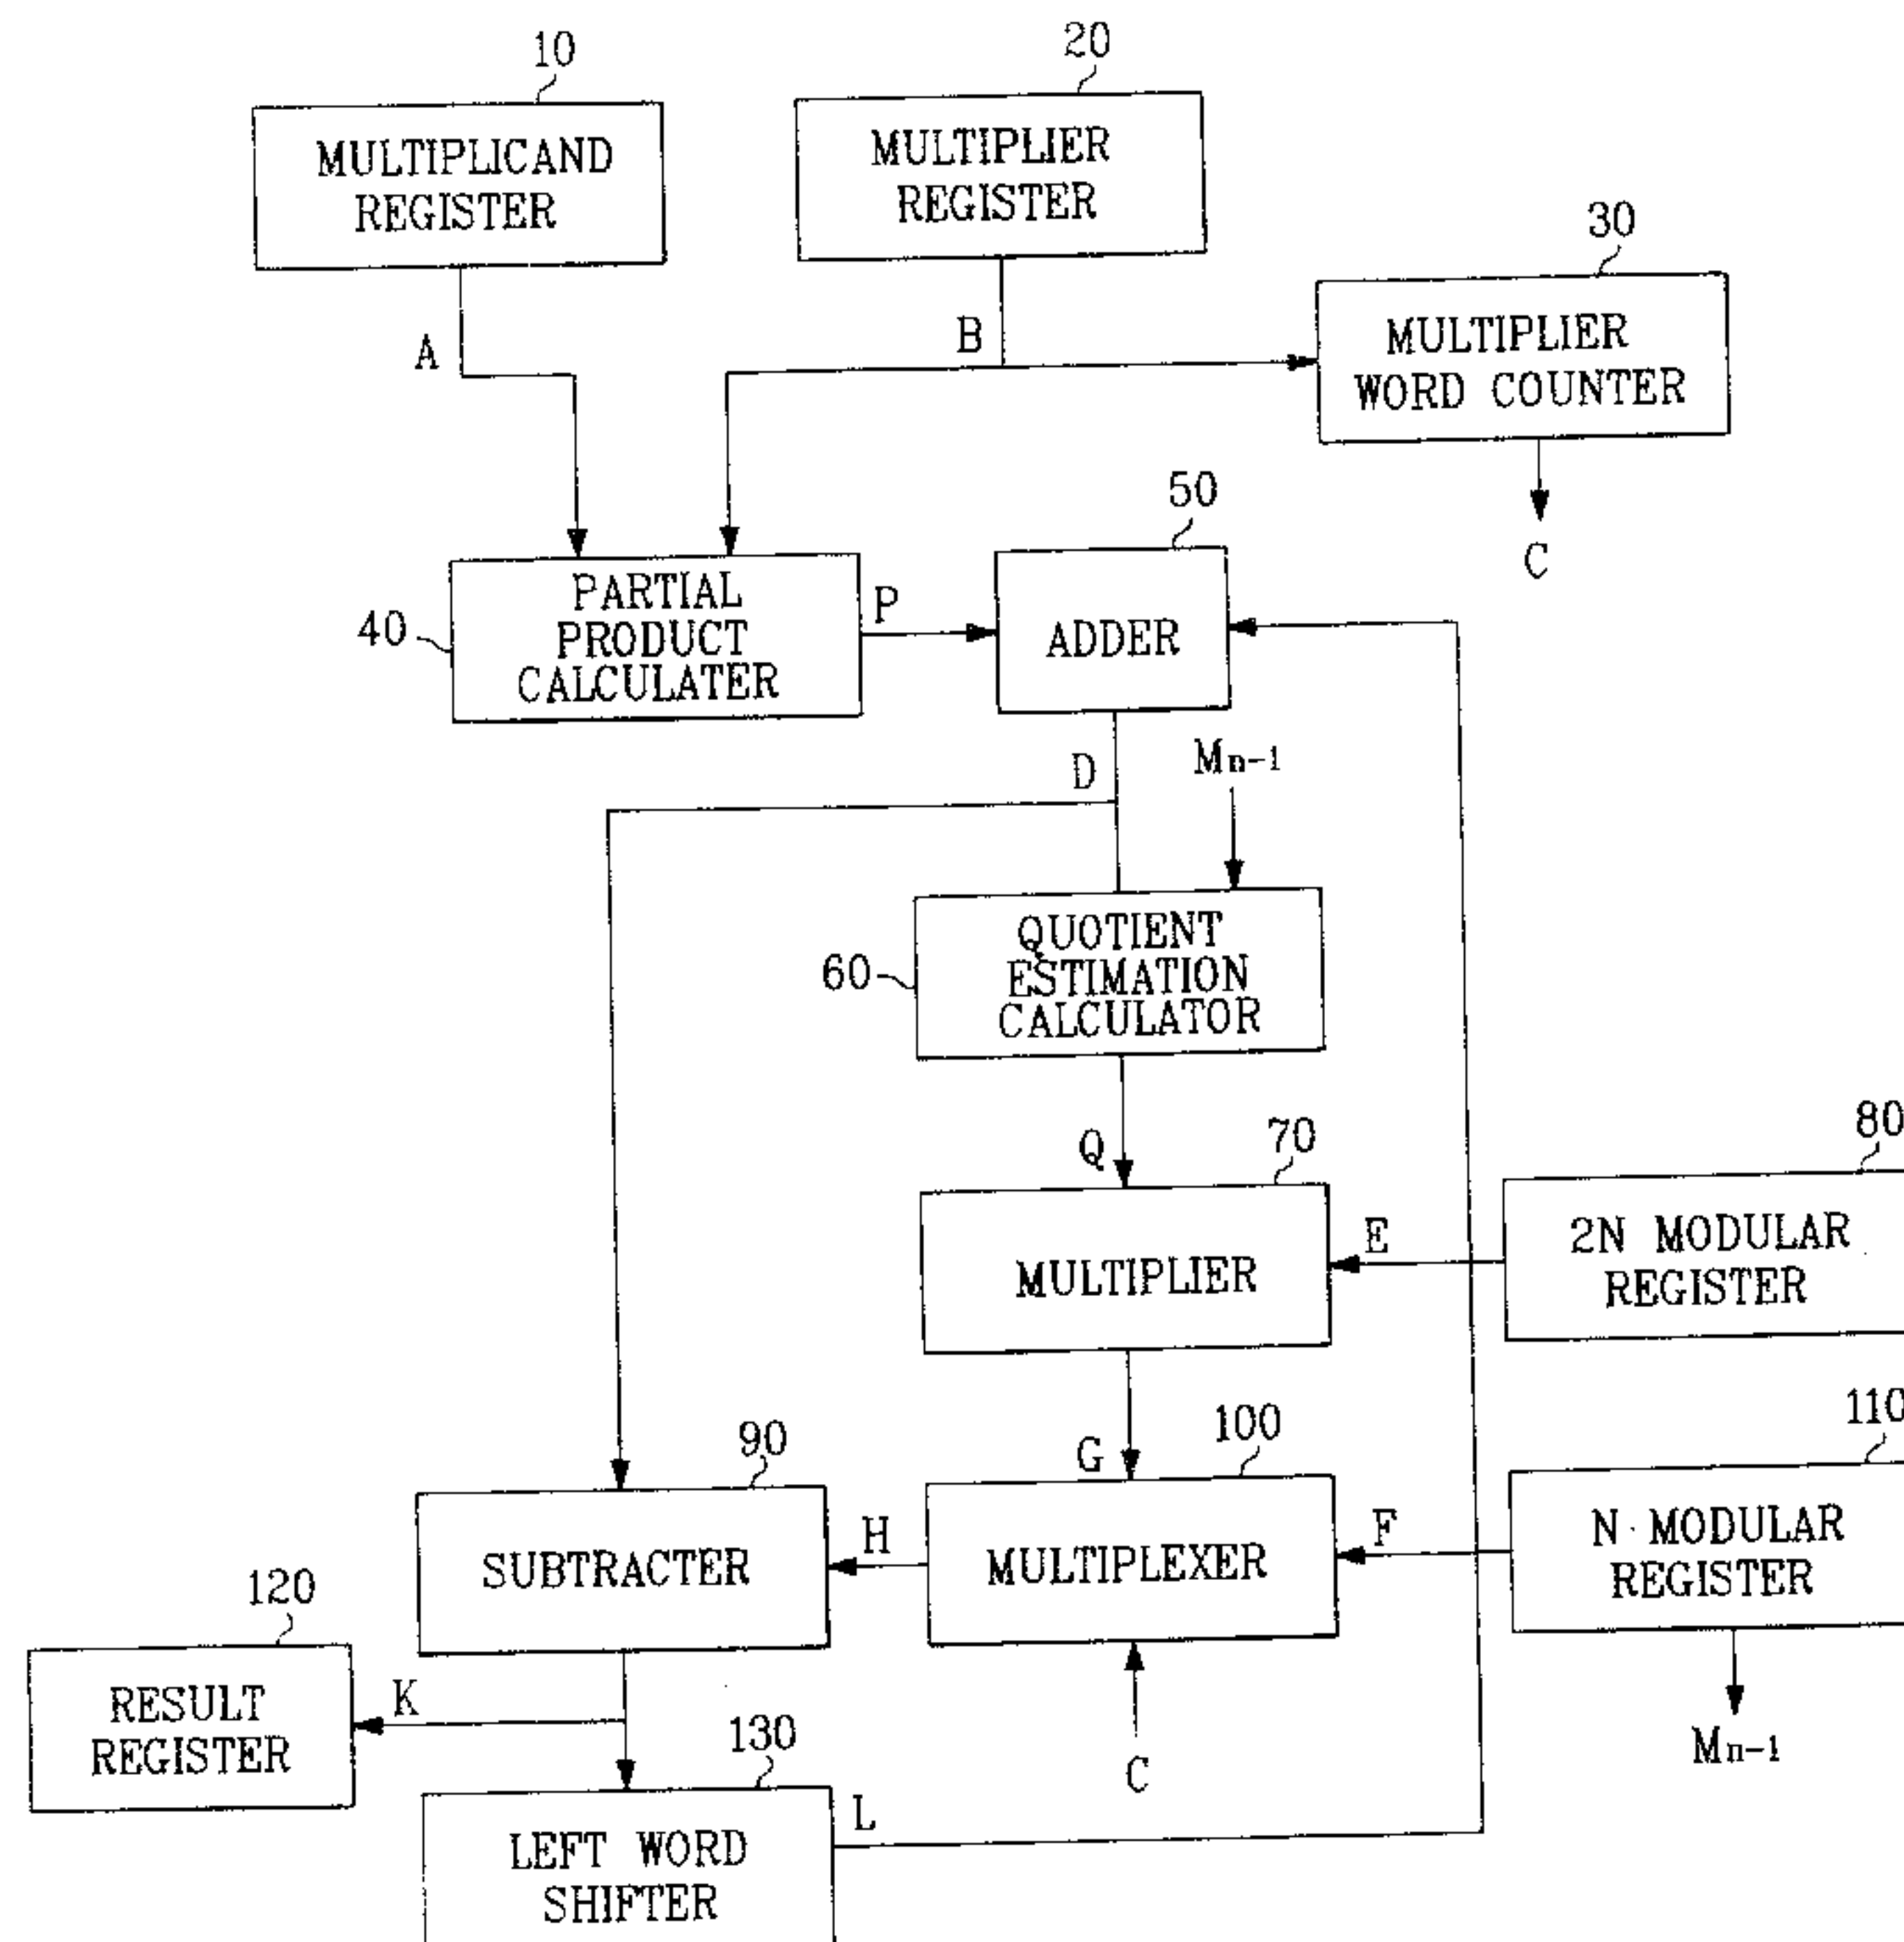 10
MULTIPLICAND
REGISTER
20
MULTIPLIER
REGISTER
30
MULTIPLIER
WORD COUNTER
A
B
C
40
PARTIAL
PRODUCT
CALCULATER
P
50
ADDER
D
Mn-1
60
QUOTIENT
ESTIMATION
CALCULATOR
Q
70
MULTIPLIER
E
80
2N MODULAR
REGISTER
G
90
SUBTRACTER
H
100
MULTIPLEXER
F
110
N MODULAR
REGISTER
C
Mn-1
120
RESULT
REGISTER
K
130
LEFT WORD
SHIFTER
L